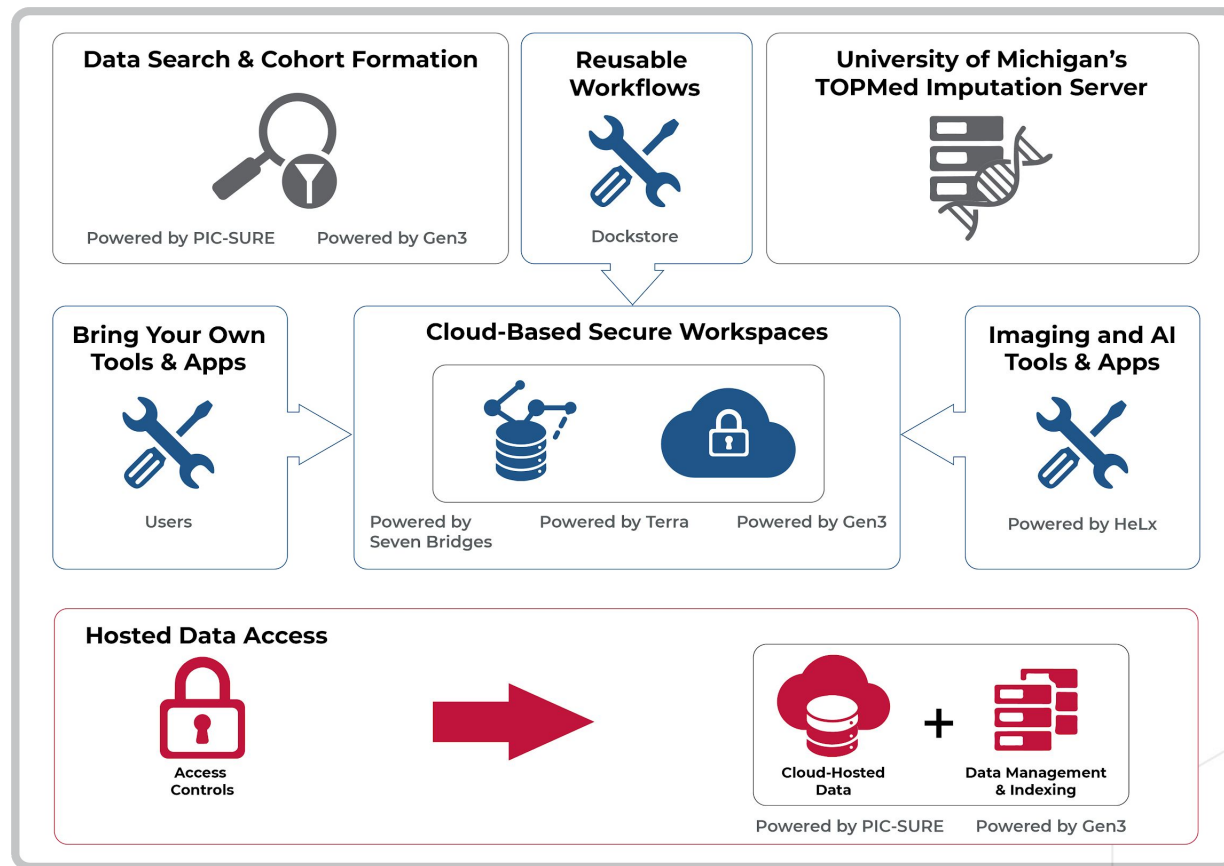 Data Search & Cohort Formation
Powered by PIC-SURE
Powered by Gen3
Reusable
Workflows
Dockstore
University of Michigan's
TOPMed Imputation Server
Bring Your Own
Tools & Apps
Users
Cloud-Based Secure Workspaces
Powered by
Seven Bridges
Powered by Terra
Powered by Gen3
Imaging and AI
Tools & Apps
Powered by HeLx
Hosted Data Access
Access
Controls
Cloud-Hosted
Data
+
Data Management
& Indexing
Powered by PIC-SURE
Powered by Gen3